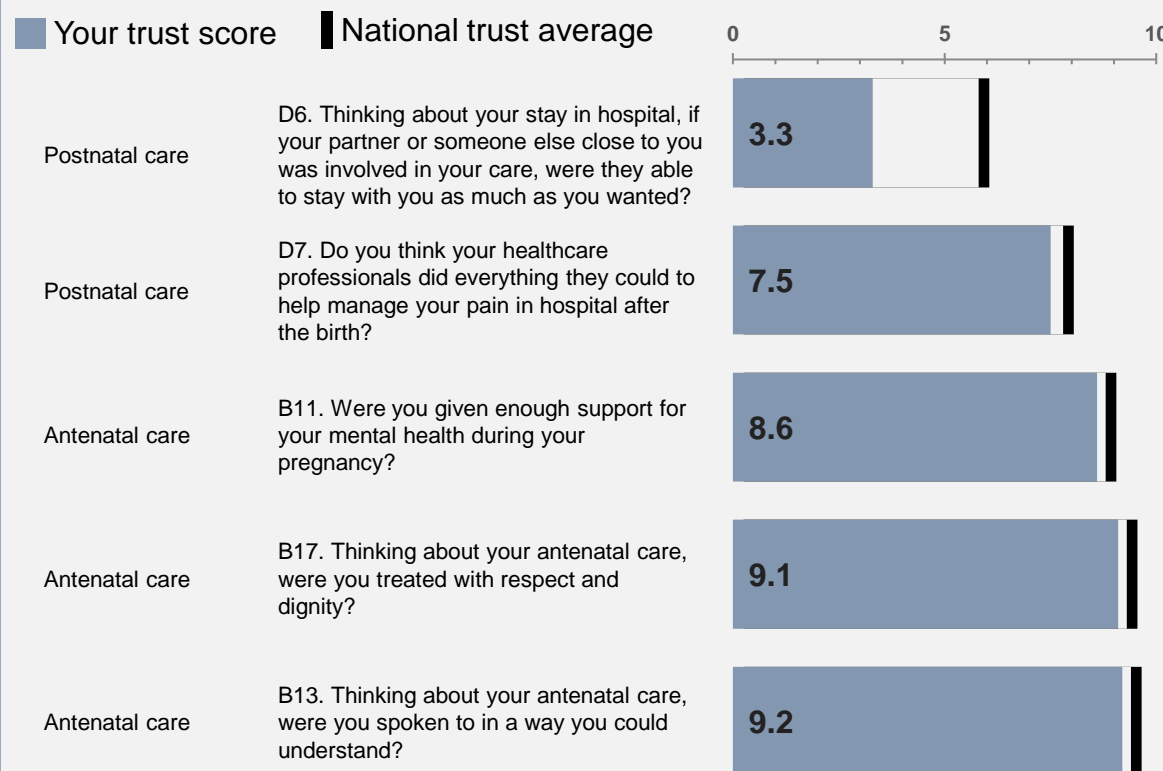 Your trust score
National trust average
0 5 10
D6. Thinking about your stay in hospital, if
your partner or someone else close to you
was involved in your care, were they able
to stay with you as much as you wanted?
Postnatal care
3.3
D7. Do you think your healthcare
professionals did everything they could to
help manage your pain in hospital after
the birth?
Postnatal care
7.5
B11. Were you given enough support for
your mental health during your
pregnancy?
Antenatal care
8.6
B17. Thinking about your antenatal care,
were you treated with respect and
dignity?
Antenatal care
9.1
B13. Thinking about your antenatal care,
were you spoken to in a way you could
understand?
Antenatal care
9.2